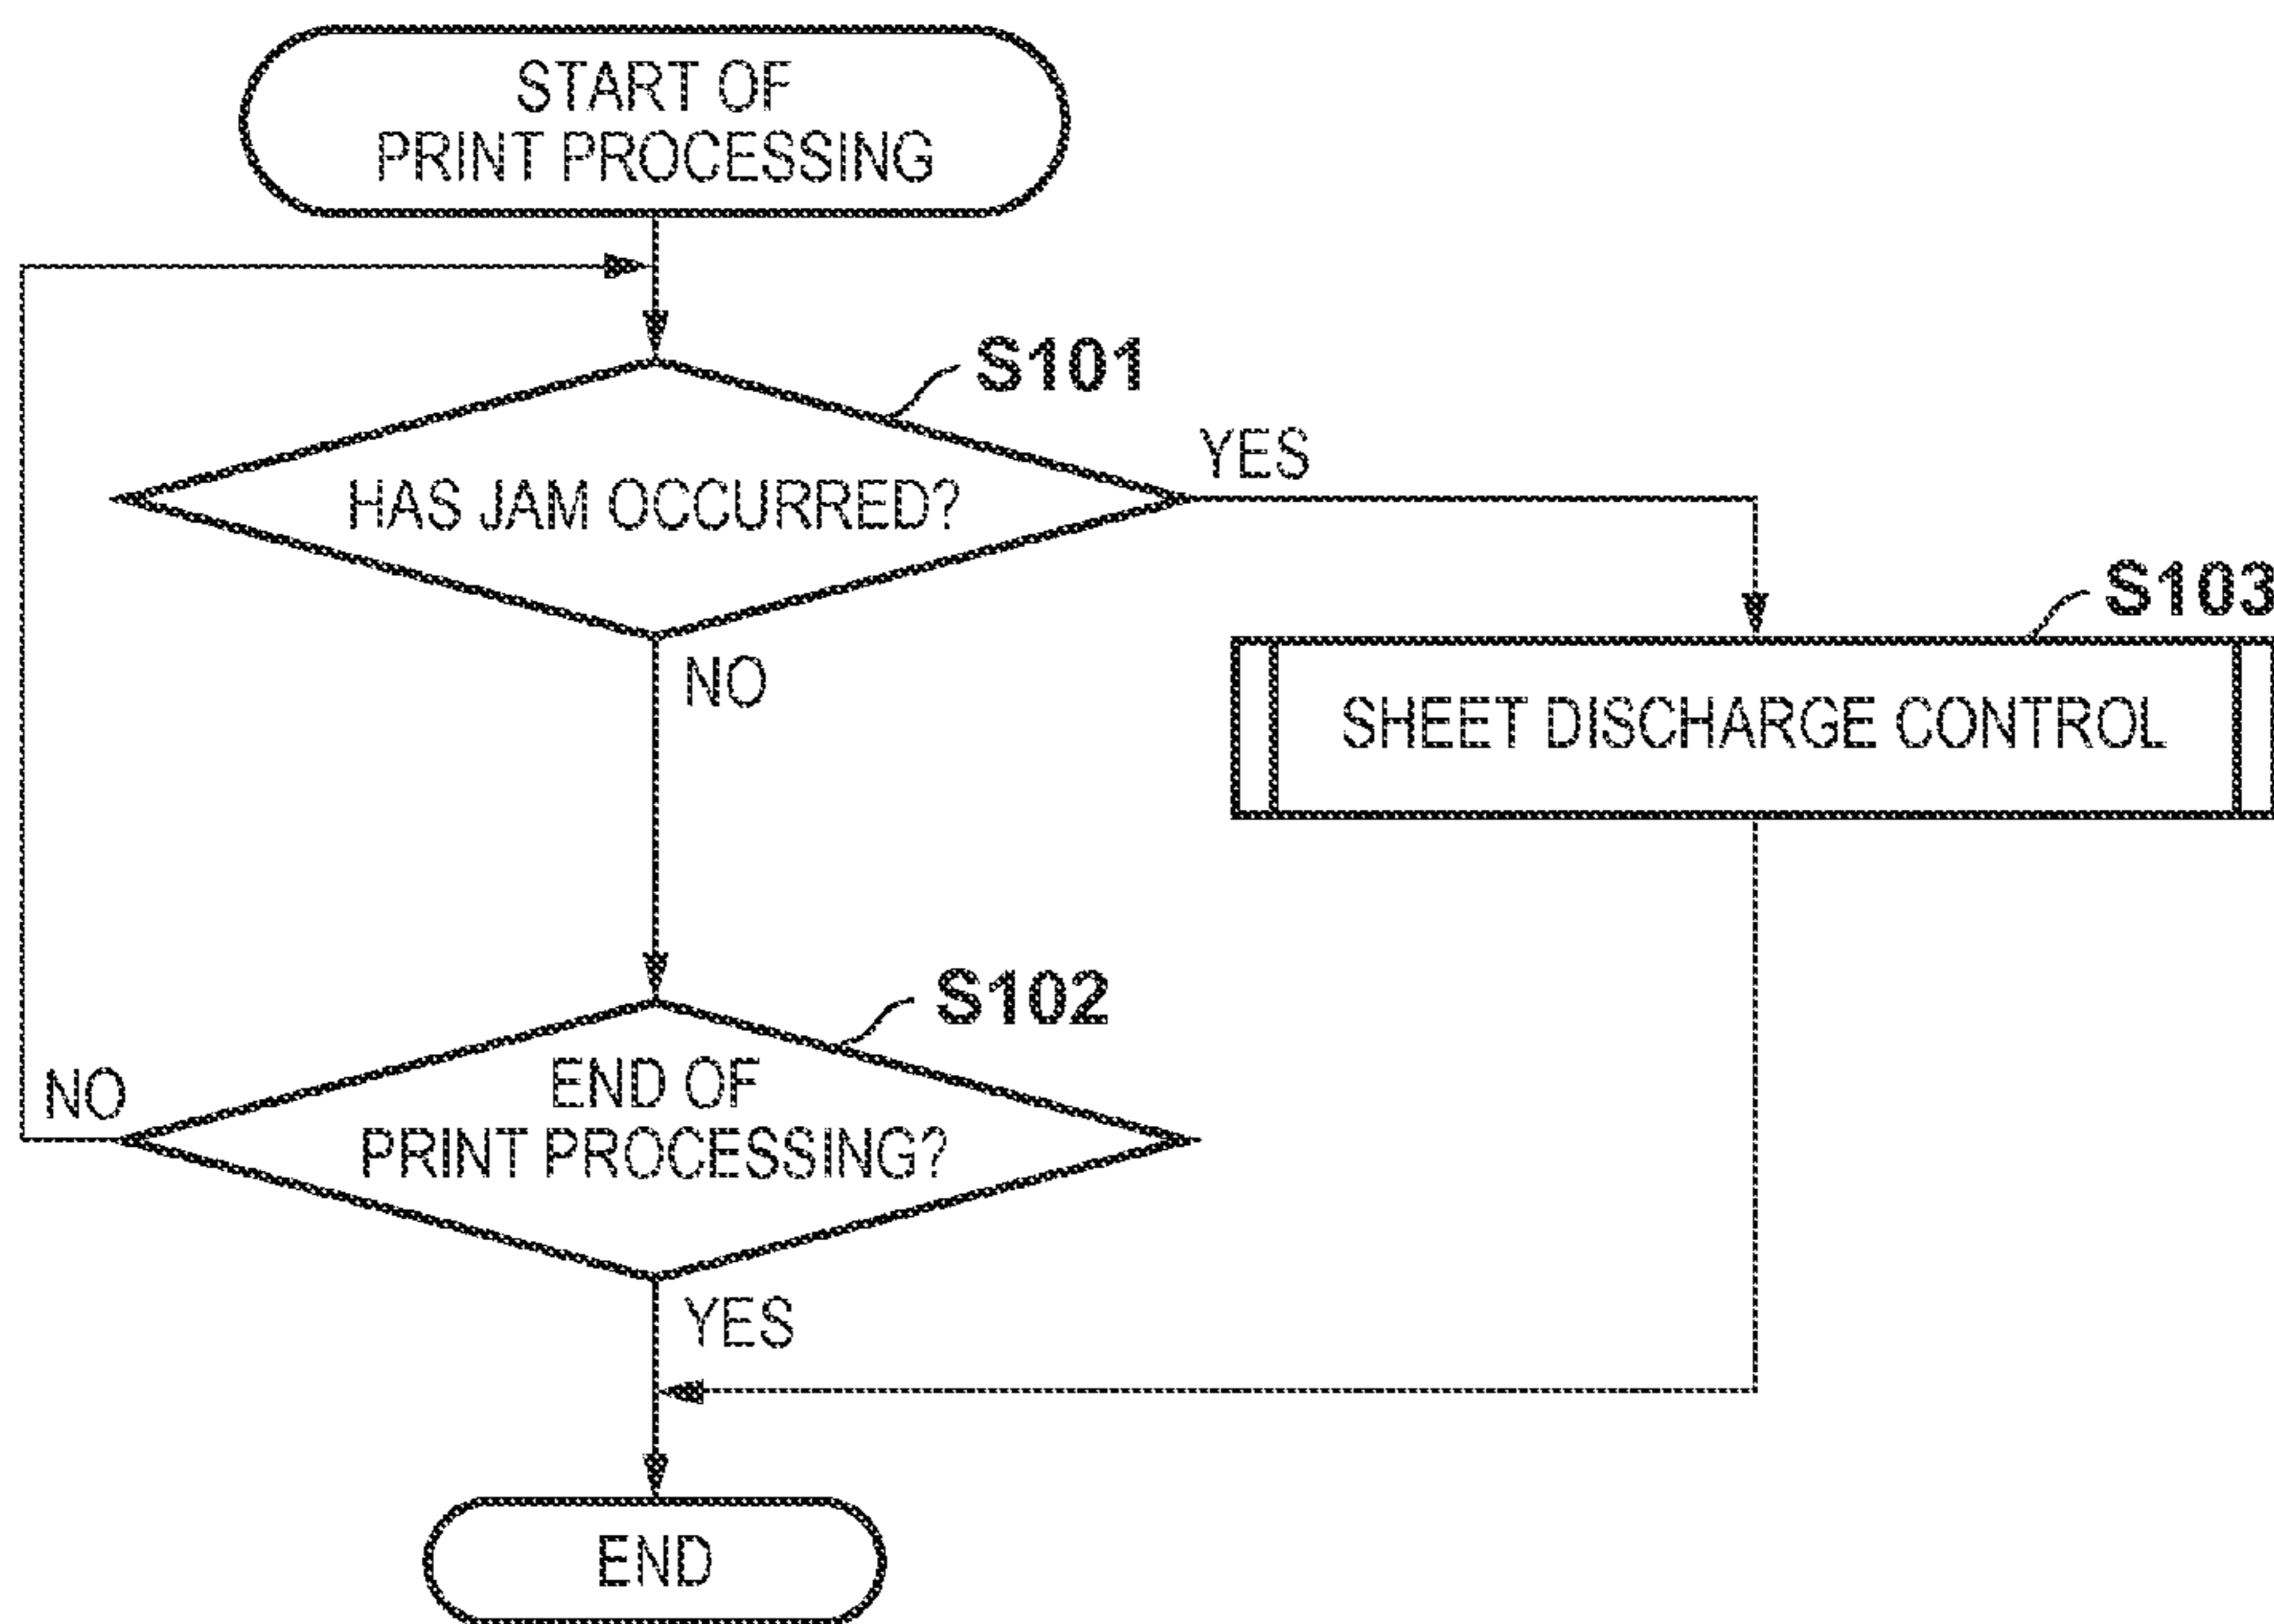 START OF
PRINT PROCESSING
S101
HAS JAM OCCURRED?
YES
NO
S103
SHEET DISCHARGE CONTROL
S102
END OF
PRINT PROCESSING?
NO
YES
END